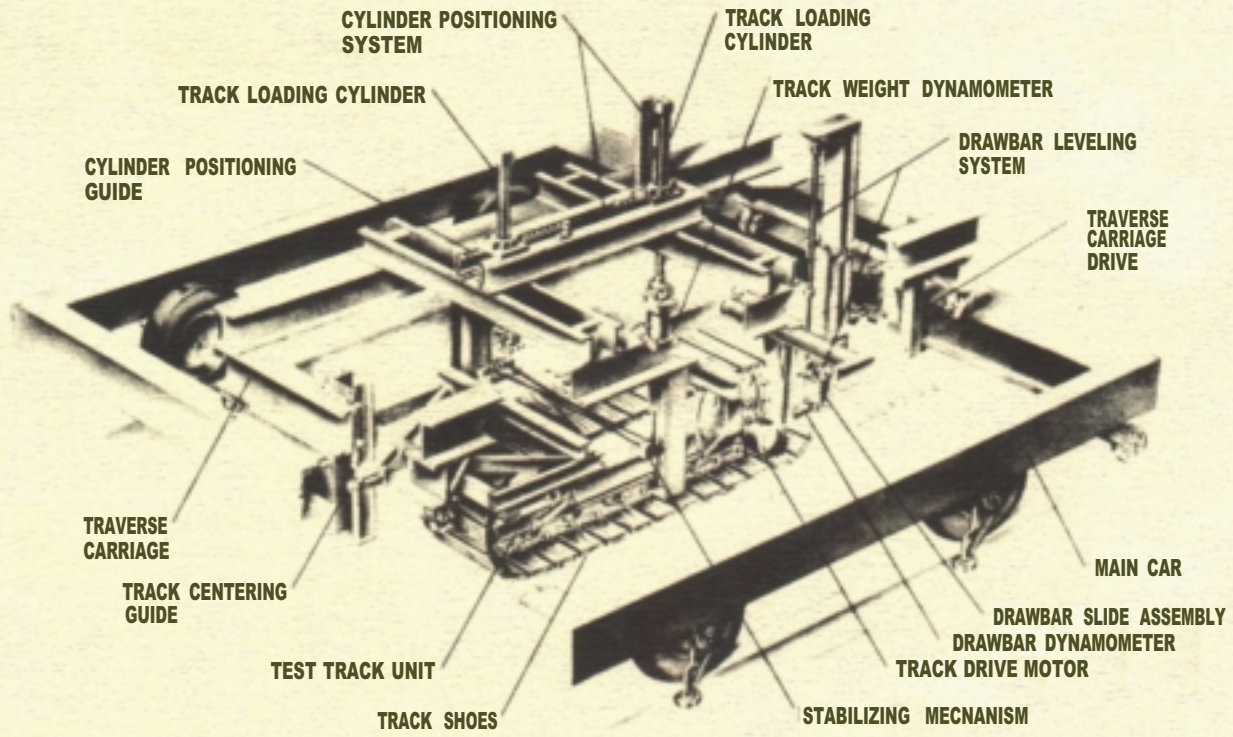 CYLINDER POSITIONING
SYSTEM
TRACK LOADING
CYLINDER
TRACK LOADING CYLINDER
TRACK WEIGHT DYNAMOMETER
DRAWBAR LEVELING
SYSTEM
CYLINDER POSITIONING
GUIDE
TRAVERSE
CARRIAGE
DRIVE
TRAVERSE
CARRIAGE
TRACK CENTERING
GUIDE
MAIN CAR
DRAWBAR SLIDE ASSEMBLY
DRAWBAR DYNAMOMETER
TRACK DRIVE MOTOR
TEST TRACK UNIT
TRACK SHOES
STABILIZING MECNANISM